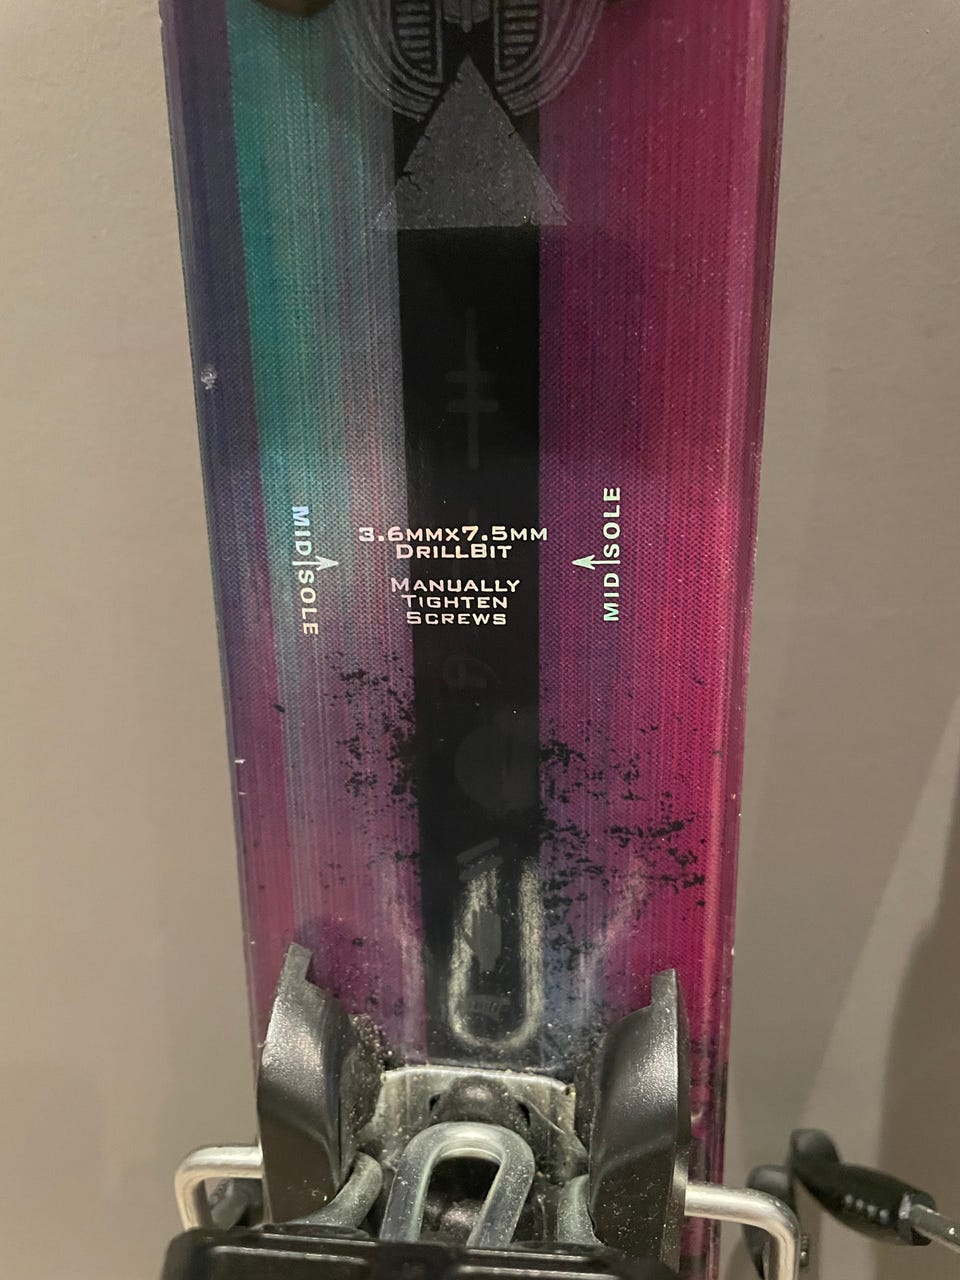 MID|SOLE
3.6MMX7.5MM
DRILLBIT
MANUALLY
TIGHTEN
SCREWS
MID|SOLE